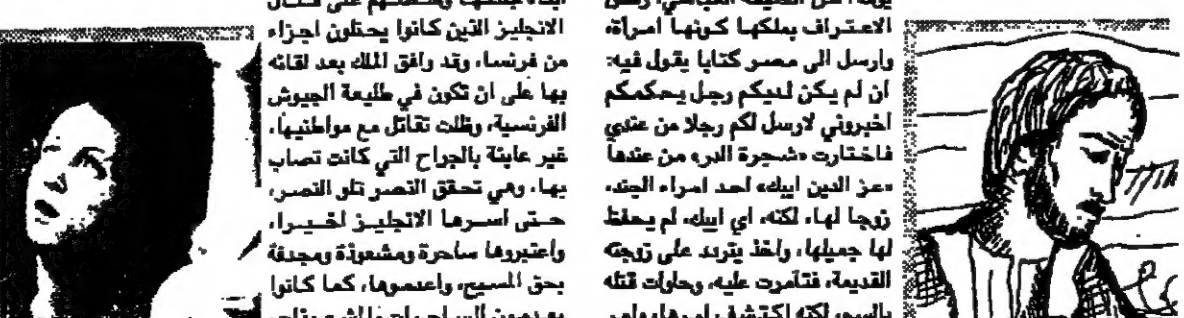 الاعتراف بملكها كونها امرأة،
وارسل الى مصر كتابا يقول فيه:
ان لم يكن لديكم رجل يحكمكم
اخبروني لارسل لكم رجلا من عندي
فاختارت «شجرة الدر» من عندها
«عز الدين ايبك» احد امراء الجند،
زوجا لها، لكنه، اي ايبك، لم يحفظ
لها جميلها، واخذ يتردد على زوجته
القديمة، فتآمرت عليه، وحاولت قتله
بالسم، لكنه اكتشف امرها، وامر
الانجليز الذين كانوا يحتلون اجزاء
من فرنسا، وقد وافق الملك بعد لقائه
بها على ان تكون في طليعة الجيوش
الفرنسية، وظلت تقاتل مع مواطنيها،
غير عابئة بالجراح التي كانت تصاب
بها، وهي تحقق النصر تلو النصر،
حتى اسرها الانجليز اخيرا،
واعتبروها ساحرة ومشعوذة ومجدفة
بحق المسيح، واعدموها، كما كانوا